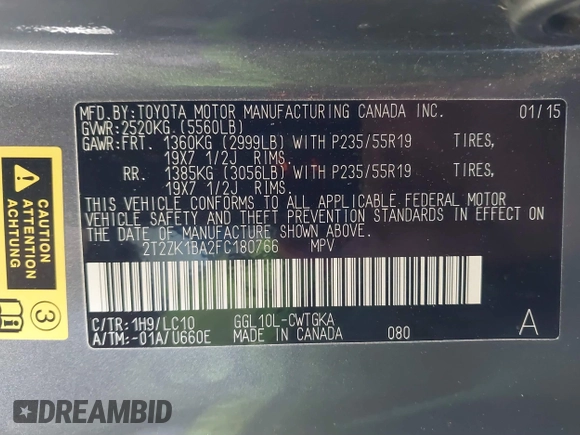 MFD.BY:TOYOTA MOTOR MANUFACTURING CANADA INC. 01/15
GVWR:2520KG (5560LB)
GAWR:FRT. 1360KG (2999LB) WITH P235/55R19 TIRES,
19X7 1/2J RIMS.
RR. 1385KG (3056LB) WITH P235/55R19 TIRES,
19X7 1/2J RIMS.
THIS VEHICLE CONFORMS TO ALL APPLICABLE FEDERAL MOTOR
VEHICLE SAFETY AND THEFT PREVENTION STANDARDS IN EFFECT ON
THE DATE OF MANUFACTURE SHOWN ABOVE.
2T2ZK1BA2FC180766 MPV
C/TR:1H9/LC10 GGL10L-CWTGKA A
A/TM:-01A/U660E MADE IN CANADA 080
CAUTION
ATTENTION
PRECAUCIÓN
3
DREAMBID